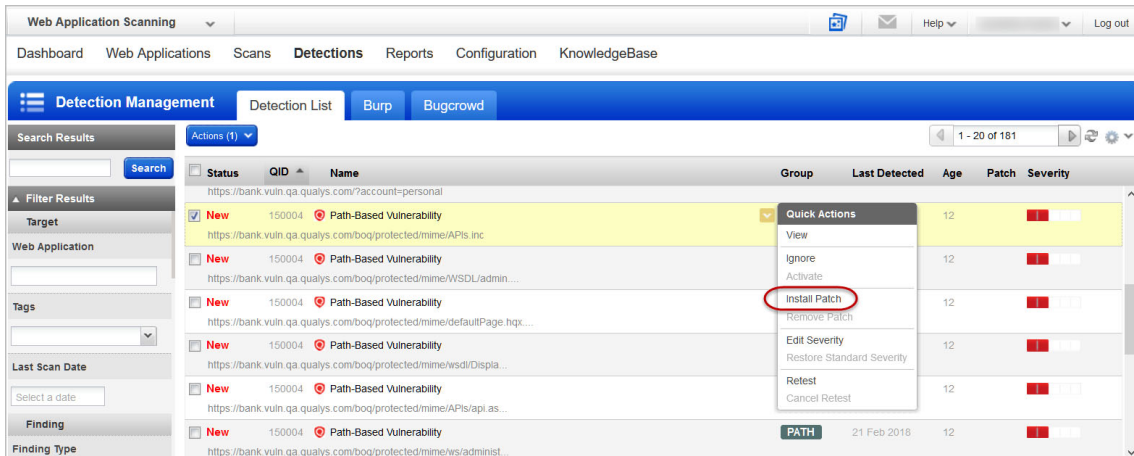 Web Application Scanning
Help
Log out
Dashboard Web Applications Scans Detections Reports Configuration KnowledgeBase
Detection Management Detection List Burp Bugcrowd
Search Results
Actions (1)
1 - 20 of 181
Search
Status QID Name Group Last Detected Age Patch Severity
https://bank.vuln.qa.qualys.com/?account=personal
Filter Results
New 150004 Path-Based Vulnerability 12
https://bank.vuln.qa.qualys.com/boq/protected/mime/APIs.inc
Quick Actions
View
Ignore
Activate
Install Patch
Remove Patch
Edit Severity
Restore Standard Severity
Retest
Cancel Retest
Target
Web Application
New 150004 Path-Based Vulnerability 12
https://bank.vuln.qa.qualys.com/boq/protected/mime/WSDL/admin....
Tags
New 150004 Path-Based Vulnerability 12
https://bank.vuln.qa.qualys.com/boq/protected/mime/defaultPage.hqx....
New 150004 Path-Based Vulnerability 12
https://bank.vuln.qa.qualys.com/boq/protected/mime/wsdl/Displa...
Last Scan Date
Select a date
New 150004 Path-Based Vulnerability 12
https://bank.vuln.qa.qualys.com/boq/protected/mime/APIs/api.as...
Finding
Finding Type
New 150004 Path-Based Vulnerability PATH 21 Feb 2018 12
https://bank.vuln.qa.qualys.com/boq/protected/mime/ws/administ...